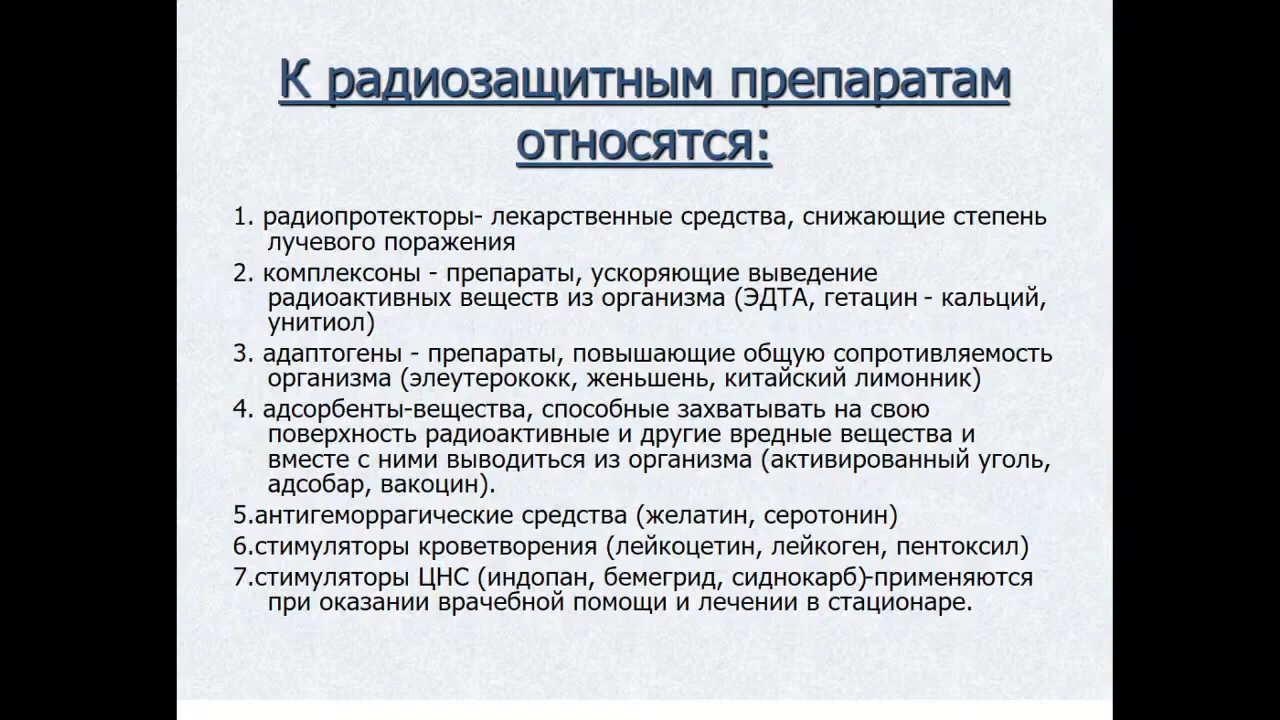 К радиозащитным препаратам
относятся:
1. радиопротекторы- лекарственные средства, снижающие степень
лучевого поражения
2. комплексоны - препараты, ускоряющие выведение
радиоактивных веществ из организма (ЭДТА, гетацин - кальций,
унитиол)
3. адаптогены - препараты, повышающие общую сопротивляемость
организма (элеутерококк, женьшень, китайский лимонник)
4. адсорбенты-вещества, способные захватывать на свою
поверхность радиоактивные и другие вредные вещества и
вместе с ними выводиться из организма (активированный уголь,
адсобар, вакоцин).
5.антигеморрагические средства (желатин, серотонин)
6.стимуляторы кроветворения (лейкоцетин, лейкоген, пентоксил)
7.стимуляторы ЦНС (индопан, бемегрид, сиднокарб)-применяются
при оказании врачебной помощи и лечении в стационаре.